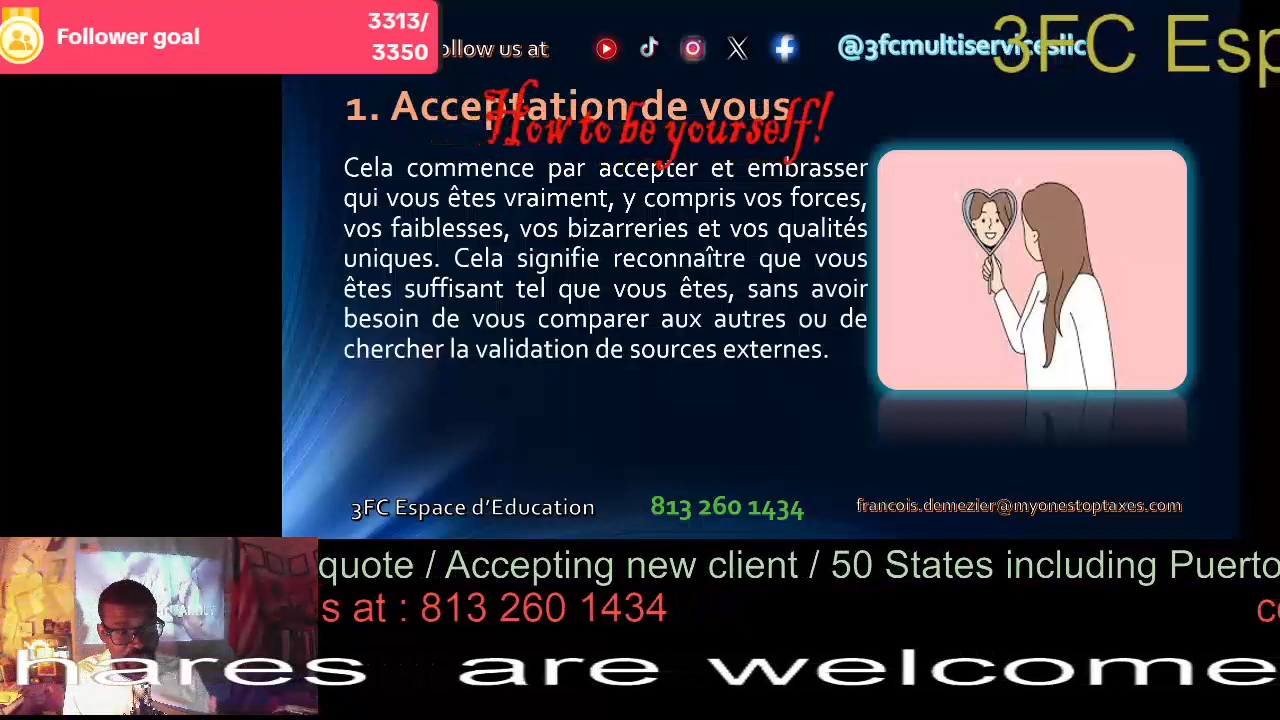 Follower goal
3313/
3350
ollow us at
@3fcmultiservicesllc
3FC Esp
1. Acceptation de vous
How to be yourself!
Cela commence par accepter et embrasser
qui vous êtes vraiment, y compris vos forces,
vos faiblesses, vos bizarreries et vos qualités
uniques. Cela signifie reconnaître que vous
êtes suffisant tel que vous êtes, sans avoir
besoin de vous comparer aux autres ou de
chercher la validation de sources externes.
3FC Espace d'Education
813 260 1434
francois.demezier@myonestoptaxes.com
quote / Accepting new client / 50 States including Puerto
s at : 813 260 1434
co
hares are welcome